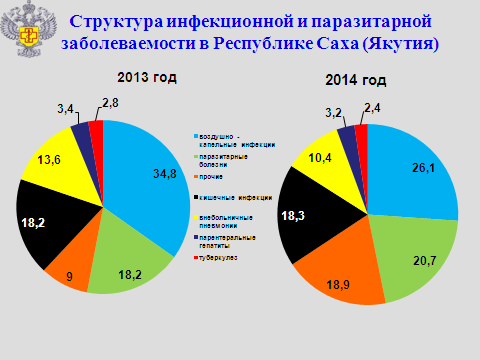 Структура инфекционной и паразитарной
заболеваемости в Республике Саха (Якутия)
2013 год
2,8
3,4
13,6
34,8
18,2
9
18,2
воздушно -
капельные инфекции
паразитарные
болезни
прочие
кишечные инфекции
внебольничные
пневмонии
парентеральные
гепатиты
туберкулез
2014 год
2,4
3,2
10,4
26,1
18,3
18,9
20,7